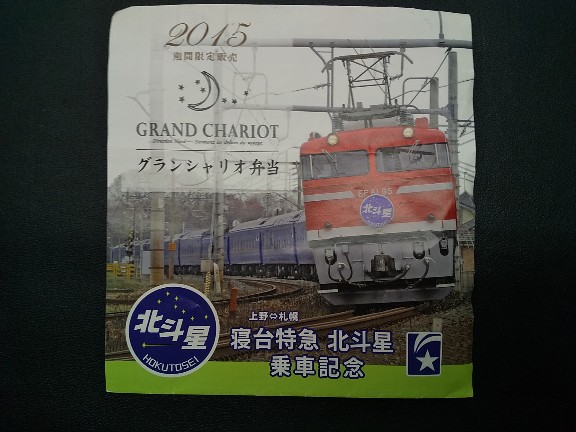 2015
期間限定販売
GRAND CHARIOT
グランシャリオ弁当
EF 81 95
北斗星
北斗星
HOKUTOSEI
上野⇔札幌
寝台特急 北斗星
乗車記念